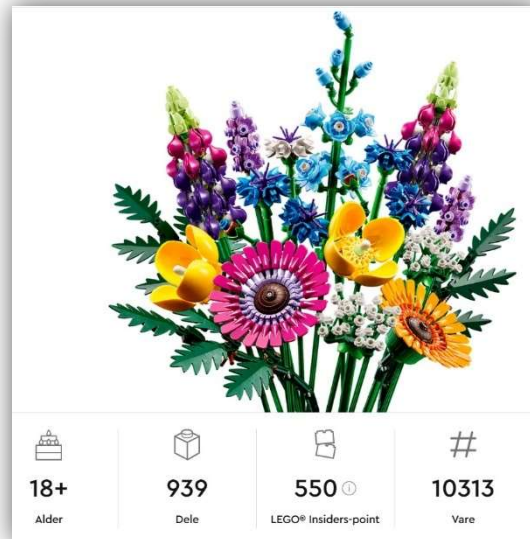 18+
939
550
10313
Alder
Dele
LEGO® Insiders-point
Vare